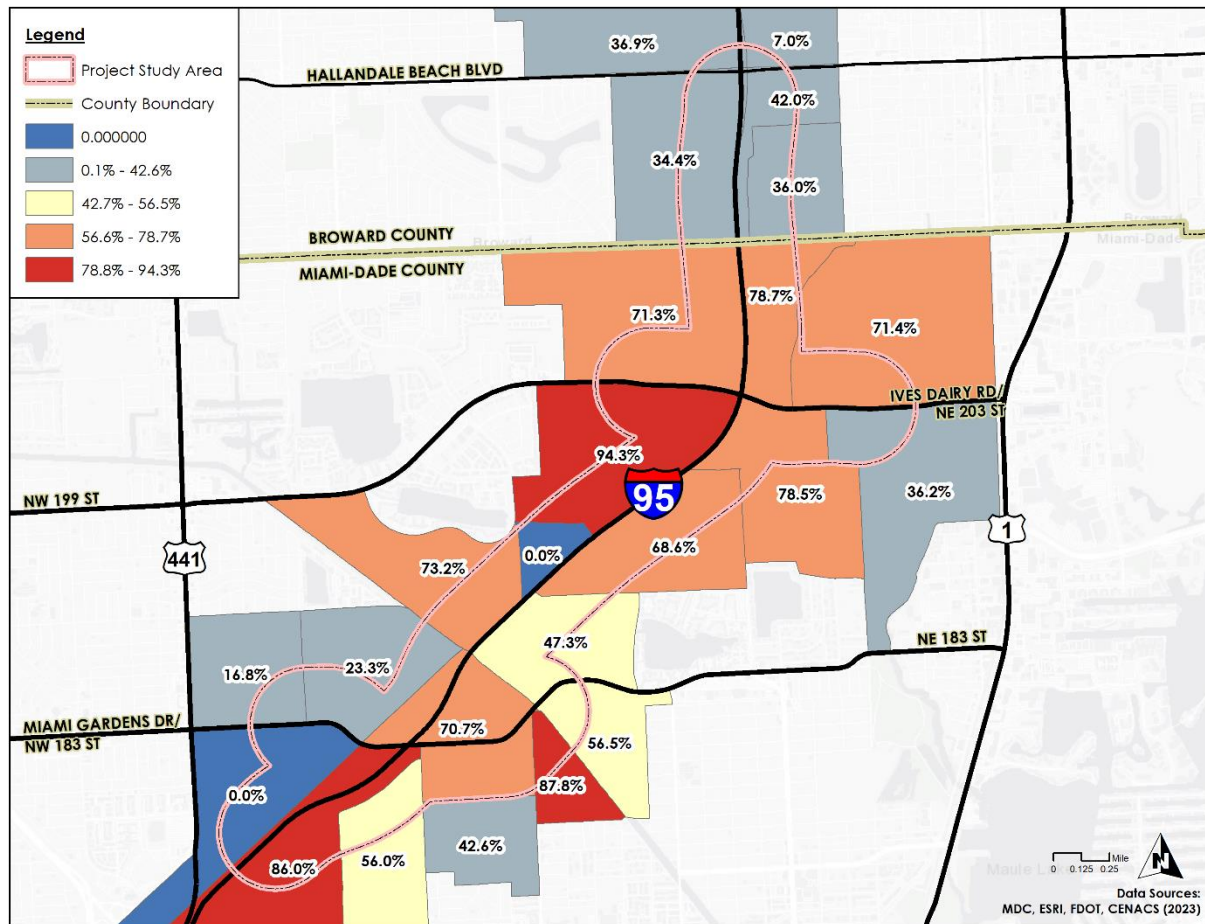 Legend
Project Study Area
County Boundary
0.000000
0.1% - 42.6%
42.7% - 56.5%
56.6% - 78.7%
78.8% - 94.3%
36.9%
7.0%
HALLANDALE BEACH BLVD
42.0%
34.4%
36.0%
BROWARD COUNTY
Broward
Broward
MIAMI-DADE COUNTY
Miami-Dade
78.7%
71.3%
71.4%
IVES DAIRY RD/
NE 203 ST
94.3%
95
78.5%
36.2%
NW 199 ST
441
1
0.0%
68.6%
73.2%
47.3%
NE 183 ST
16.8%
23.3%
MIAMI GARDENS DR/
NW 183 ST
70.7%
56.5%
0.0%
87.8%
42.6%
86.0%
56.0%
Maule Lake
0 0.125 0.25 Mile
N
Data Sources:
MDC, ESRI, FDOT, CENACS (2023)